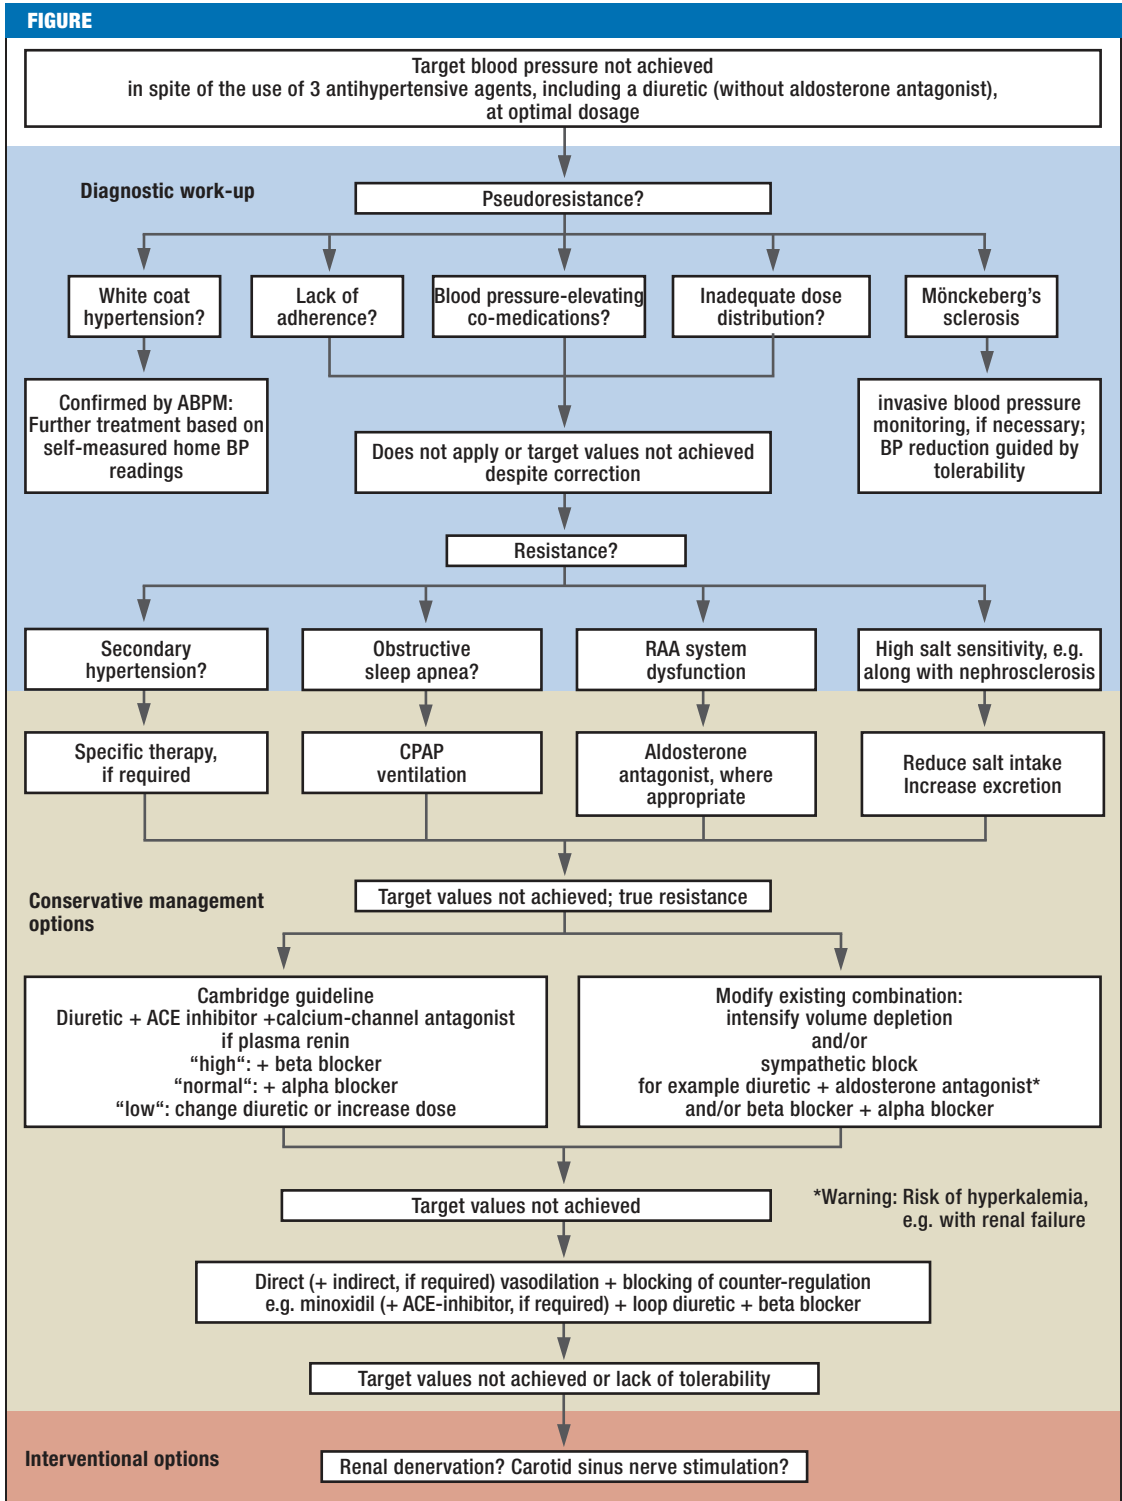 FIGURE
Target blood pressure not achieved
in spite of the use of 3 antihypertensive agents, including a diuretic (without aldosterone antagonist),
at optimal dosage
Diagnostic work-up
Pseudoresistance?
White coat
hypertension?
Lack of
adherence?
Blood pressure-elevating
co-medications?
Inadequate dose
distribution?
Mönckeberg's
sclerosis
Confirmed by ABPM:
Further treatment based on
self-measured home BP
readings
invasive blood pressure
monitoring, if necessary;
BP reduction guided by
tolerability
Does not apply or target values not achieved
despite correction
Resistance?
Secondary
hypertension?
Obstructive
sleep apnea?
RAA system
dysfunction
High salt sensitivity, e.g.
along with nephrosclerosis
Specific therapy,
if required
CPAP
ventilation
Aldosterone
antagonist, where
appropriate
Reduce salt intake
Increase excretion
Conservative management
options
Target values not achieved; true resistance
Cambridge guideline
Diuretic + ACE inhibitor +calcium-channel antagonist
if plasma renin
“high“: + beta blocker
“normal“: + alpha blocker
“low“: change diuretic or increase dose
Modify existing combination:
intensify volume depletion
and/or
sympathetic block
for example diuretic + aldosterone antagonist*
and/or beta blocker + alpha blocker
Target values not achieved
*Warning: Risk of hyperkalemia,
e.g. with renal failure
Direct (+ indirect, if required) vasodilation + blocking of counter-regulation
e.g. minoxidil (+ ACE-inhibitor, if required) + loop diuretic + beta blocker
Target values not achieved or lack of tolerability
Interventional options
Renal denervation? Carotid sinus nerve stimulation?